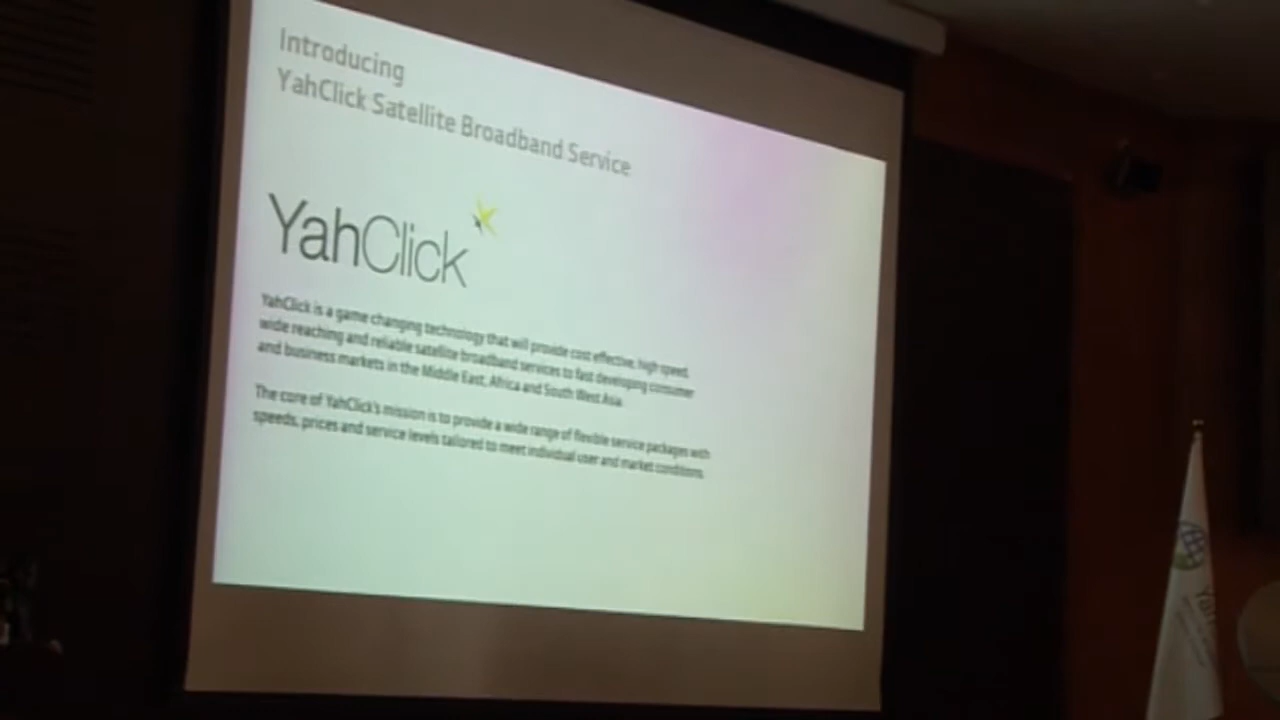 Introducing
YahClick Satellite Broadband Service
YahClick
YahClick is a game changing technology that will provide cost effective, high speed,
wide reaching and reliable satellite broadband services to fast developing consumer
and business markets in the Middle East, Africa and South West Asia.
The core of YahClick's mission is to provide a wide range of flexible service packages with
speeds, prices and service levels tailored to meet individual user and market conditions.